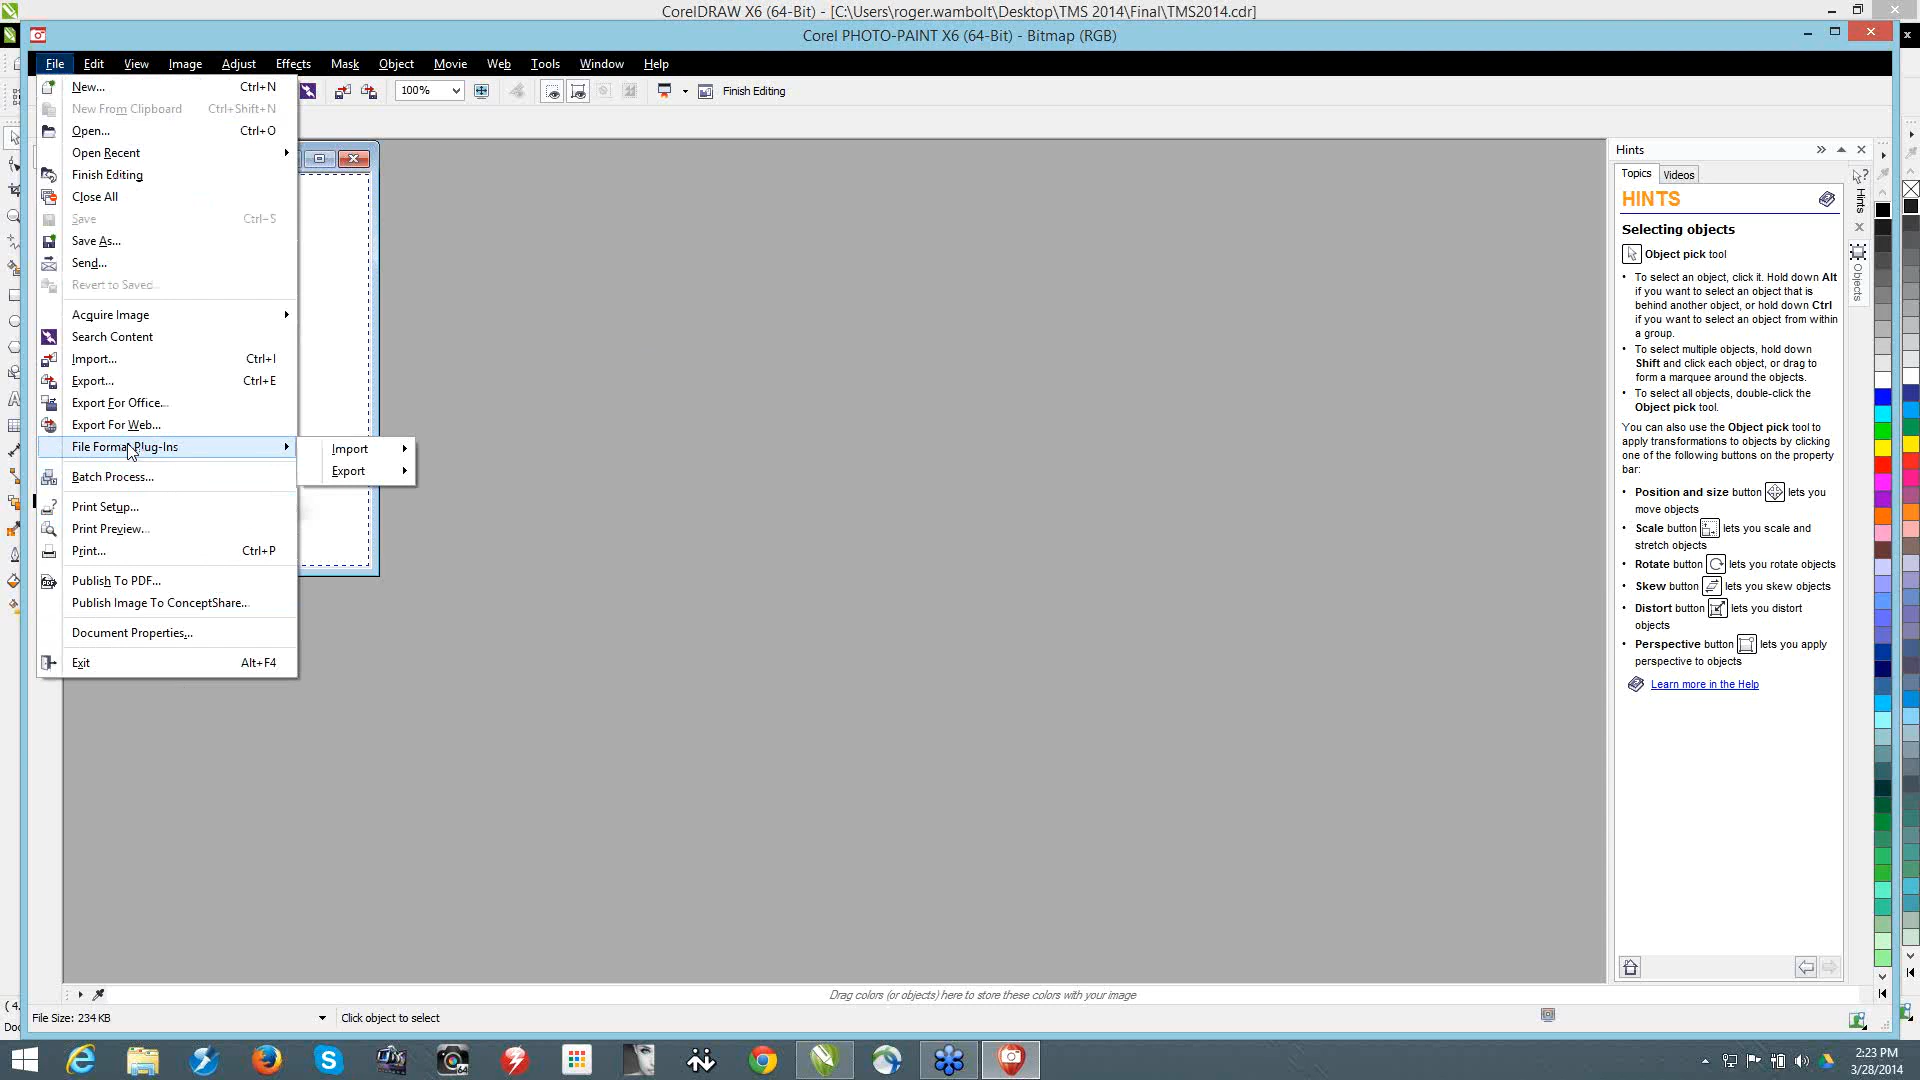 CorelDRAW X6 (64-Bit) - [C:\Users\roger.wambolt\Desktop\TMS 2014\Final\TMS2014.cdr]
Corel PHOTO-PAINT X6 (64-Bit) - Bitmap (RGB)
File Edit View Image Adjust Effects Mask Object Movie Web Tools Window Help
100% Finish Editing
New... Ctrl+N
New From Clipboard Ctrl+Shift+N
Open... Ctrl+O
Open Recent
Finish Editing
Close All
Save Ctrl+S
Save As...
Send...
Revert to Saved...
Acquire Image
Search Content
Import... Ctrl+I
Export... Ctrl+E
Export For Office...
Export For Web...
File Format Plug-Ins
Import
Export
Batch Process...
Print Setup...
Print Preview...
Print... Ctrl+P
Publish To PDF...
Publish Image To ConceptShare...
Document Properties...
Exit Alt+F4
Hints
Topics Videos
HINTS
Selecting objects
Object pick tool
• To select an object, click it. Hold down Alt
if you want to select an object that is
behind another object, or hold down Ctrl
if you want to select an object from within
a group.
• To select multiple objects, hold down
Shift and click each object, or drag to
form a marquee around the objects.
• To select all objects, double-click the
Object pick tool.
You can also use the Object pick tool to
apply transformations to objects by clicking
one of the following buttons on the property
bar:
• Position and size button lets you
move objects
• Scale button lets you scale and
stretch objects
• Rotate button lets you rotate objects
• Skew button lets you skew objects
• Distort button lets you distort
objects
• Perspective button lets you apply
perspective to objects
Learn more in the Help
Hints
Objects
Drag colors (or objects) here to store these colors with your image
( 4.
Doc
File Size: 234 KB Click object to select
64
2:23 PM
3/28/2014